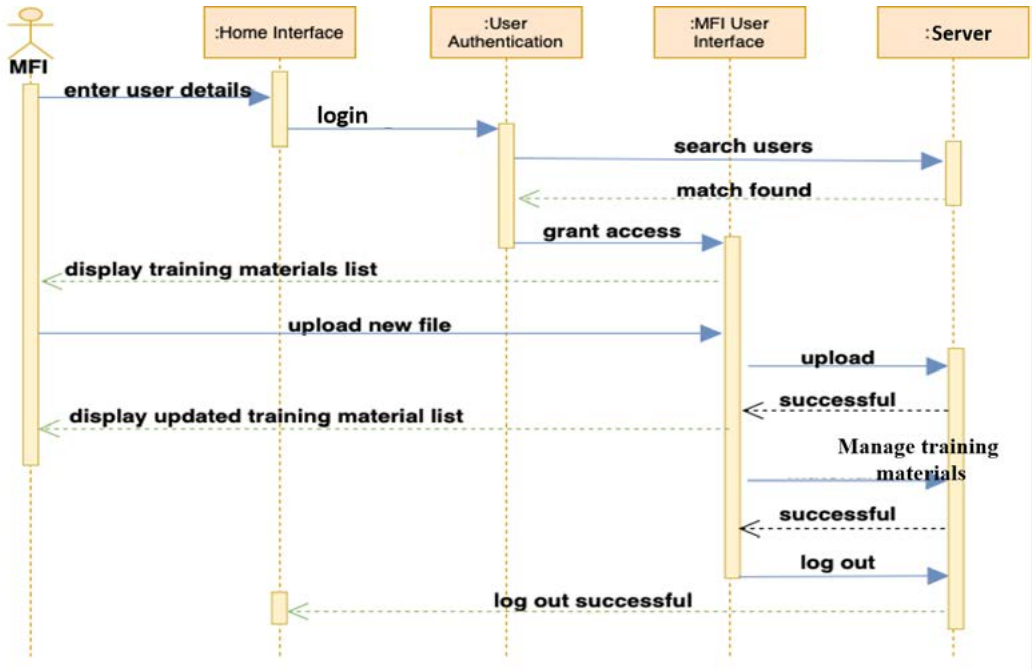 :Home Interface
:User
Authentication
:MFI User
Interface
:Server
MFI
enter user details
login
search users
match found
grant access
display training materials list
upload new file
upload
successful
display updated training material list
Manage training
materials
successful
log out
log out successful